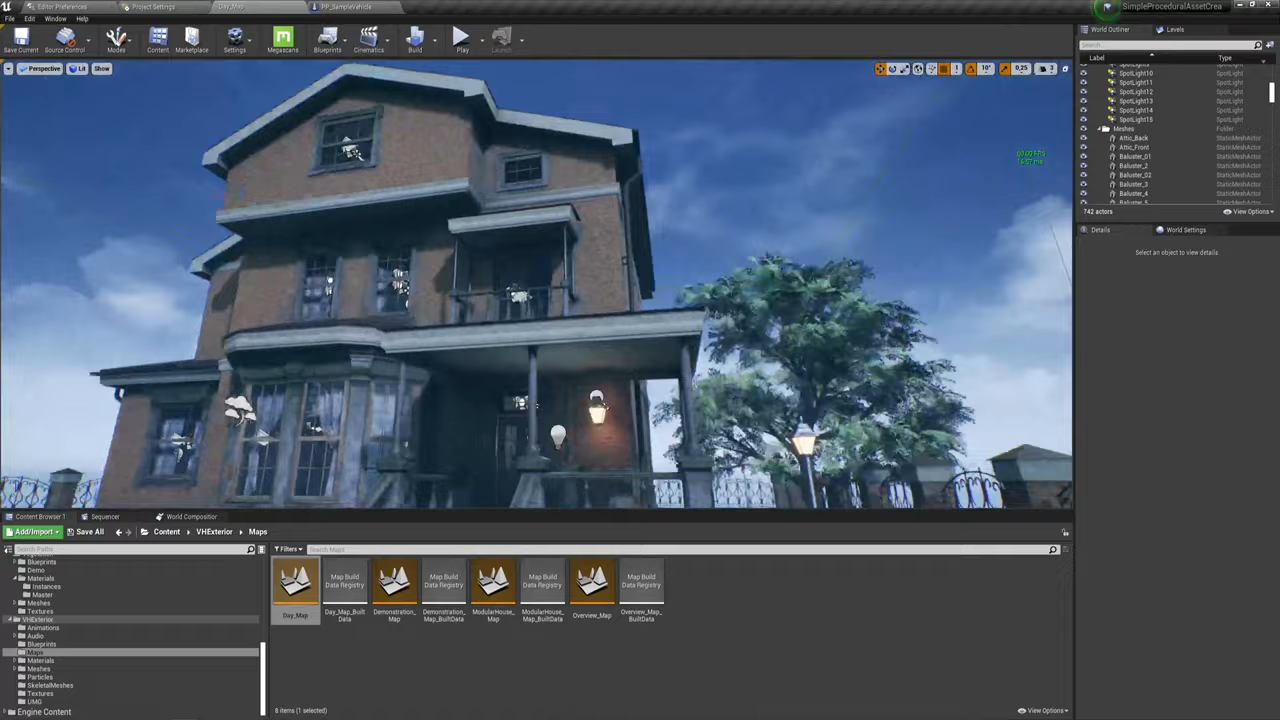 Editor Preferences
Project Settings
Day_Map
PP_SampleVehicle
SimpleProceduralAssetCrea
File Edit Window Help
Save Current
Source Control
Modes
Content
Marketplace
Settings
Megascans
Blueprints
Cinematics
Build
Play
Launch
Perspective
Lit
Show
10°
0,25
3
World Outliner
Levels
Search...
Label
Type
SpotLight10 SpotLight
SpotLight11 SpotLight
SpotLight12 SpotLight
SpotLight13 SpotLight
SpotLight14 SpotLight
SpotLight15 SpotLight
Meshes Folder
Attic_Back StaticMeshActor
Attic_Front StaticMeshActor
Baluster_01 StaticMeshActor
Baluster_2 StaticMeshActor
Baluster_02 StaticMeshActor
Baluster_3 StaticMeshActor
Baluster_4 StaticMeshActor
Baluster_5 StaticMeshActor
742 actors
View Options
Details
World Settings
Select an object to view details
Content Browser 1
Sequencer
World Composition
Add/Import
Save All
Content
VHExterior
Maps
Search Paths
Filters
Search Maps
Blueprints
Demo
Materials
Instances
Master
Meshes
Textures
VHExterior
Animations
Audio
Blueprints
Maps
Materials
Meshes
Particles
SkeletalMeshes
Textures
UMG
Engine Content
Map Build
Data Registry
Map Build
Data Registry
Map Build
Data Registry
Map Build
Data Registry
Day_Map
Day_Map_Built
Data
Demonstration_
Map
Demonstration_
Map_BuiltData
ModularHouse_
Map
ModularHouse_
Map_BuiltData
Overview_Map
Overview_Map_
BuiltData
8 items (1 selected)
View Options